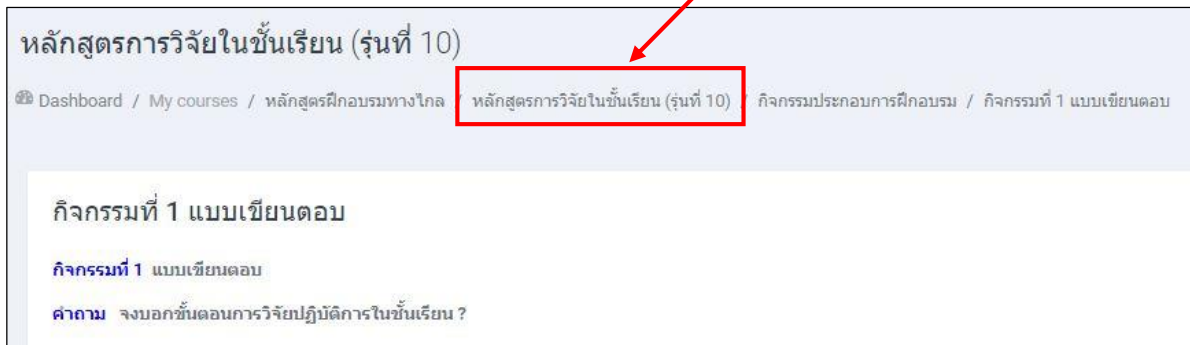 หลักสูตรการวิจัยในชั้นเรียน (รุ่นที่ 10)
Dashboard / My courses / หลักสูตรฝึกอบรมทางไกล / หลักสูตรการวิจัยในชั้นเรียน (รุ่นที่ 10) / กิจกรรมประกอบการฝึกอบรม / กิจกรรมที่ 1 แบบเขียนตอบ
กิจกรรมที่ 1 แบบเขียนตอบ
กิจกรรมที่ 1 แบบเขียนตอบ
คำถาม จงบอกขั้นตอนการวิจัยปฏิบัติการในชั้นเรียน ?